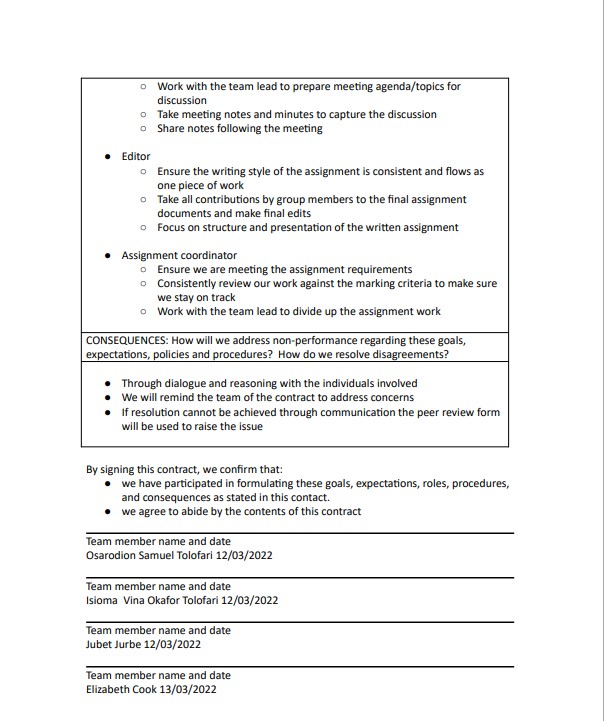 ○ Work with the team lead to prepare meeting agenda/topics for
discussion
○ Take meeting notes and minutes to capture the discussion
○ Share notes following the meeting
● Editor
○ Ensure the writing style of the assignment is consistent and flows as
one piece of work
○ Take all contributions by group members to the final assignment
documents and make final edits
○ Focus on structure and presentation of the written assignment
● Assignment coordinator
○ Ensure we are meeting the assignment requirements
○ Consistently review our work against the marking criteria to make sure
we stay on track
○ Work with the team lead to divide up the assignment work
CONSEQUENCES: How will we address non-performance regarding these goals,
expectations, policies and procedures? How do we resolve disagreements?
● Through dialogue and reasoning with the individuals involved
● We will remind the team of the contract to address concerns
● If resolution cannot be achieved through communication the peer review form
will be used to raise the issue
By signing this contract, we confirm that:
● we have participated in formulating these goals, expectations, roles, procedures,
and consequences as stated in this contact.
● we agree to abide by the contents of this contract
Team member name and date
Osarodion Samuel Tolofari 12/03/2022
Team member name and date
Isioma Vina Okafor Tolofari 12/03/2022
Team member name and date
Jubet Jurbe 12/03/2022
Team member name and date
Elizabeth Cook 13/03/2022